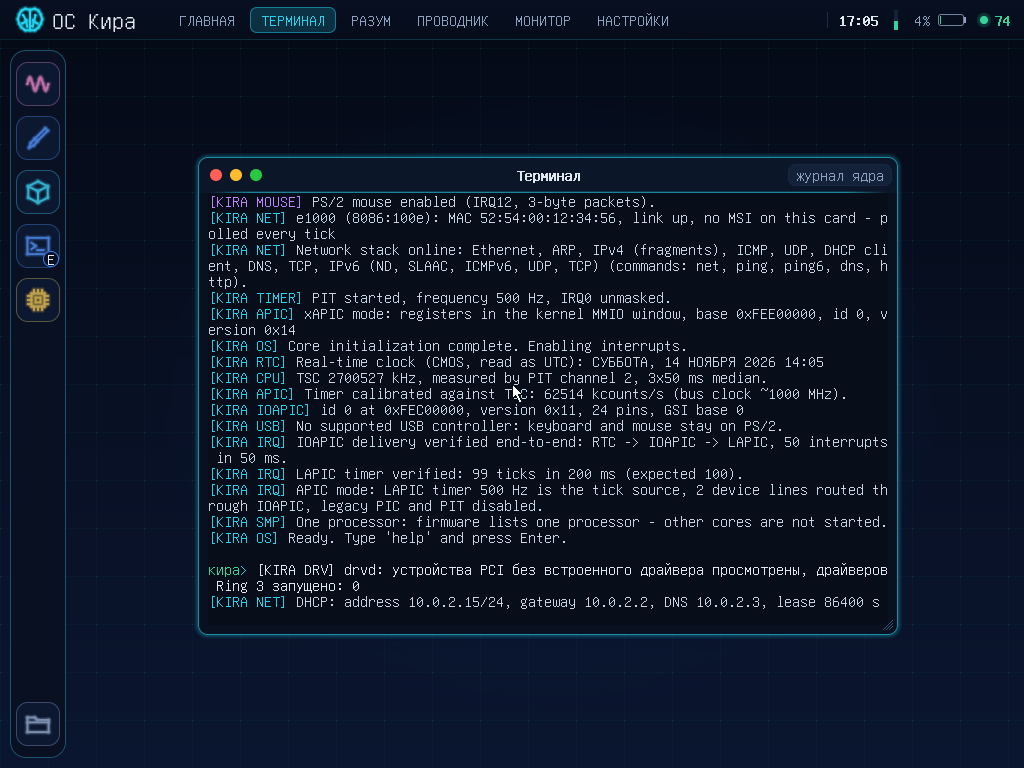 ОС Кира
ГЛАВНАЯ
ТЕРМИНАЛ
РАЗУМ
ПРОВОДНИК
МОНИТОР
НАСТРОЙКИ
17:05
4%
74
E
Терминал
журнал ядра
[KIRA MOUSE] PS/2 mouse enabled (IRQ12, 3-byte packets).
[KIRA NET] e1000 (8086:100e): MAC 52:54:00:12:34:56, link up, no MSI on this card - p
olled every tick
[KIRA NET] Network stack online: Ethernet, ARP, IPv4 (fragments), ICMP, UDP, DHCP cli
ent, DNS, TCP, IPv6 (ND, SLAAC, ICMPv6, UDP, TCP) (commands: net, ping, ping6, dns, h
ttp).
[KIRA TIMER] PIT started, frequency 500 Hz, IRQ0 unmasked.
[KIRA APIC] xAPIC mode: registers in the kernel MMIO window, base 0xFEE00000, id 0, v
ersion 0x14
[KIRA OS] Core initialization complete. Enabling interrupts.
[KIRA RTC] Real-time clock (CMOS, read as UTC): СУББОТА, 14 НОЯБРЯ 2026 14:05
[KIRA CPU] TSC 2700527 kHz, measured by PIT channel 2, 3x50 ms median.
[KIRA APIC] Timer calibrated against TSC: 62514 kcounts/s (bus clock ~1000 MHz).
[KIRA IOAPIC] id 0 at 0xFEC00000, version 0x11, 24 pins, GSI base 0
[KIRA USB] No supported USB controller: keyboard and mouse stay on PS/2.
[KIRA IRQ] IOAPIC delivery verified end-to-end: RTC -> IOAPIC -> LAPIC, 50 interrupts
in 50 ms.
[KIRA IRQ] LAPIC timer verified: 99 ticks in 200 ms (expected 100).
[KIRA IRQ] APIC mode: LAPIC timer 500 Hz is the tick source, 2 device lines routed th
rough IOAPIC, legacy PIC and PIT disabled.
[KIRA SMP] One processor: firmware lists one processor - other cores are not started.
[KIRA OS] Ready. Type 'help' and press Enter.
кира> [KIRA DRV] drvd: устройства PCI без встроенного драйвера просмотрены, драйверов
Ring 3 запущено: 0
[KIRA NET] DHCP: address 10.0.2.15/24, gateway 10.0.2.2, DNS 10.0.2.3, lease 86400 s